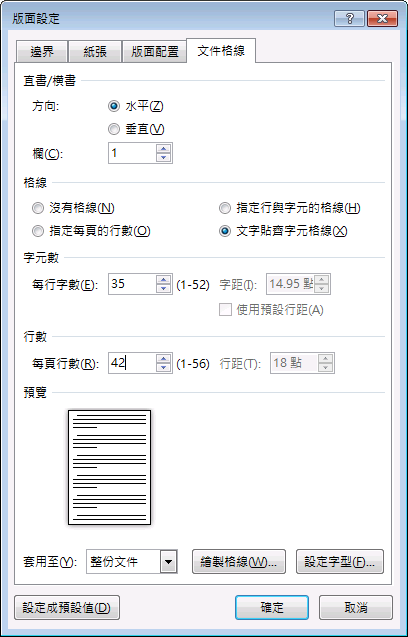 版面設定
邊界 紙張 版面配置 文件格線
直書/橫書
方向: 水平(Z)
垂直(V)
欄(C): 1
格線
沒有格線(N) 指定行與字元的格線(H)
指定每頁的行數(O) 文字貼齊字元格線(X)
字元數
每行字數(E): 35 (1-52) 字距(I): 14.95 點
使用預設行距(A)
行數
每頁行數(R): 42 (1-56) 行距(T): 18 點
預覽
套用至(Y): 整份文件 繪製格線(W)... 設定字型(F)...
設定成預設值(D) 確定 取消